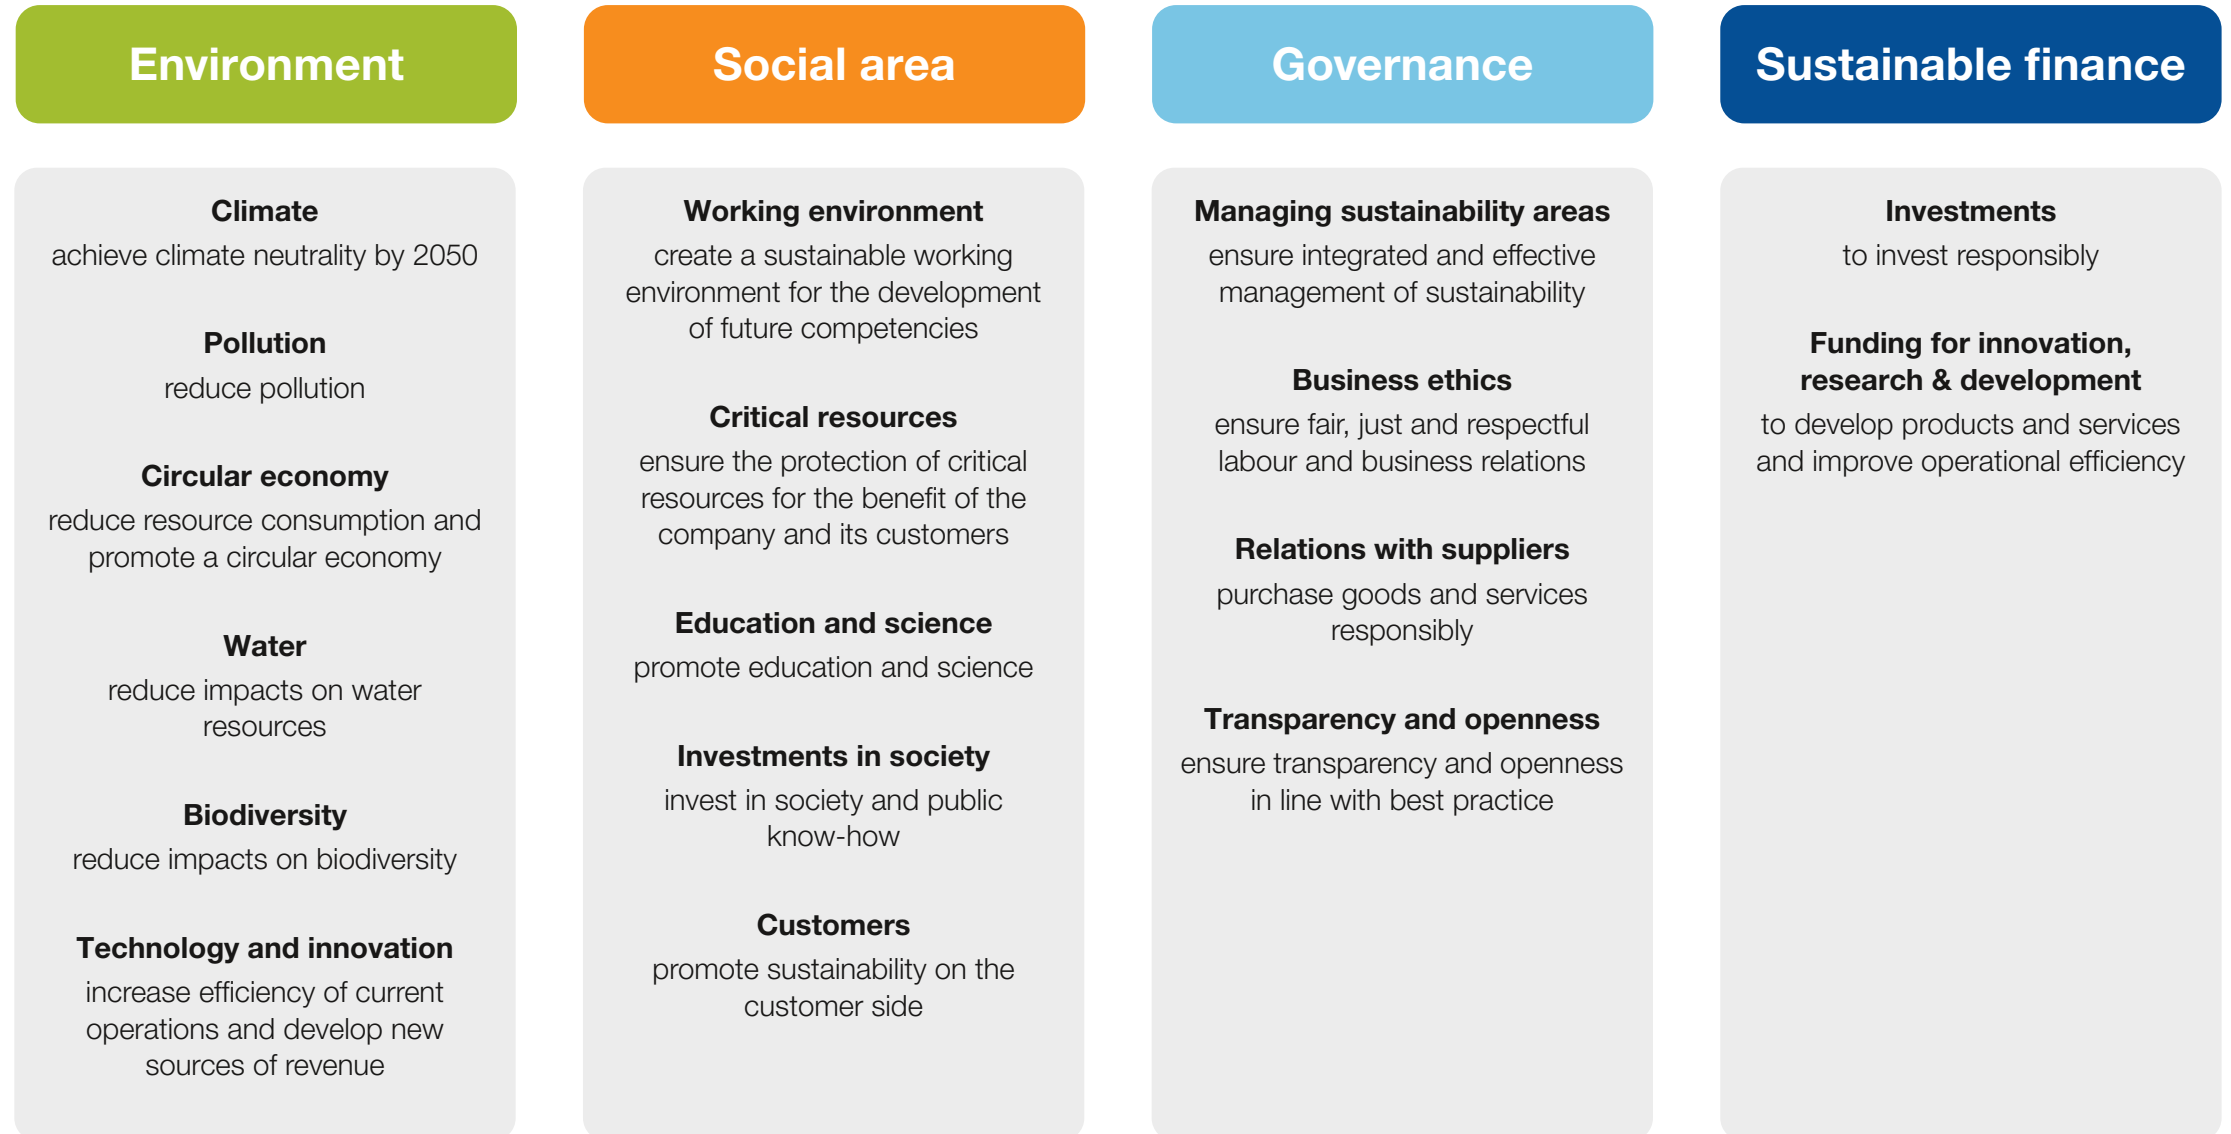 Environment
Climate
achieve climate neutrality by 2050
Pollution
reduce pollution
Circular economy
reduce resource consumption and
promote a circular economy
Water
reduce impacts on water
resources
Biodiversity
reduce impacts on biodiversity
Technology and innovation
increase efficiency of current
operations and develop new
sources of revenue
Social area
Working environment
create a sustainable working
environment for the development
of future competencies
Critical resources
ensure the protection of critical
resources for the benefit of the
company and its customers
Education and science
promote education and science
Investments in society
invest in society and public
know-how
Customers
promote sustainability on the
customer side
Governance
Managing sustainability areas
ensure integrated and effective
management of sustainability
Business ethics
ensure fair, just and respectful
labour and business relations
Relations with suppliers
purchase goods and services
responsibly
Transparency and openness
ensure transparency and openness
in line with best practice
Sustainable finance
Investments
to invest responsibly
Funding for innovation,
research & development
to develop products and services
and improve operational efficiency